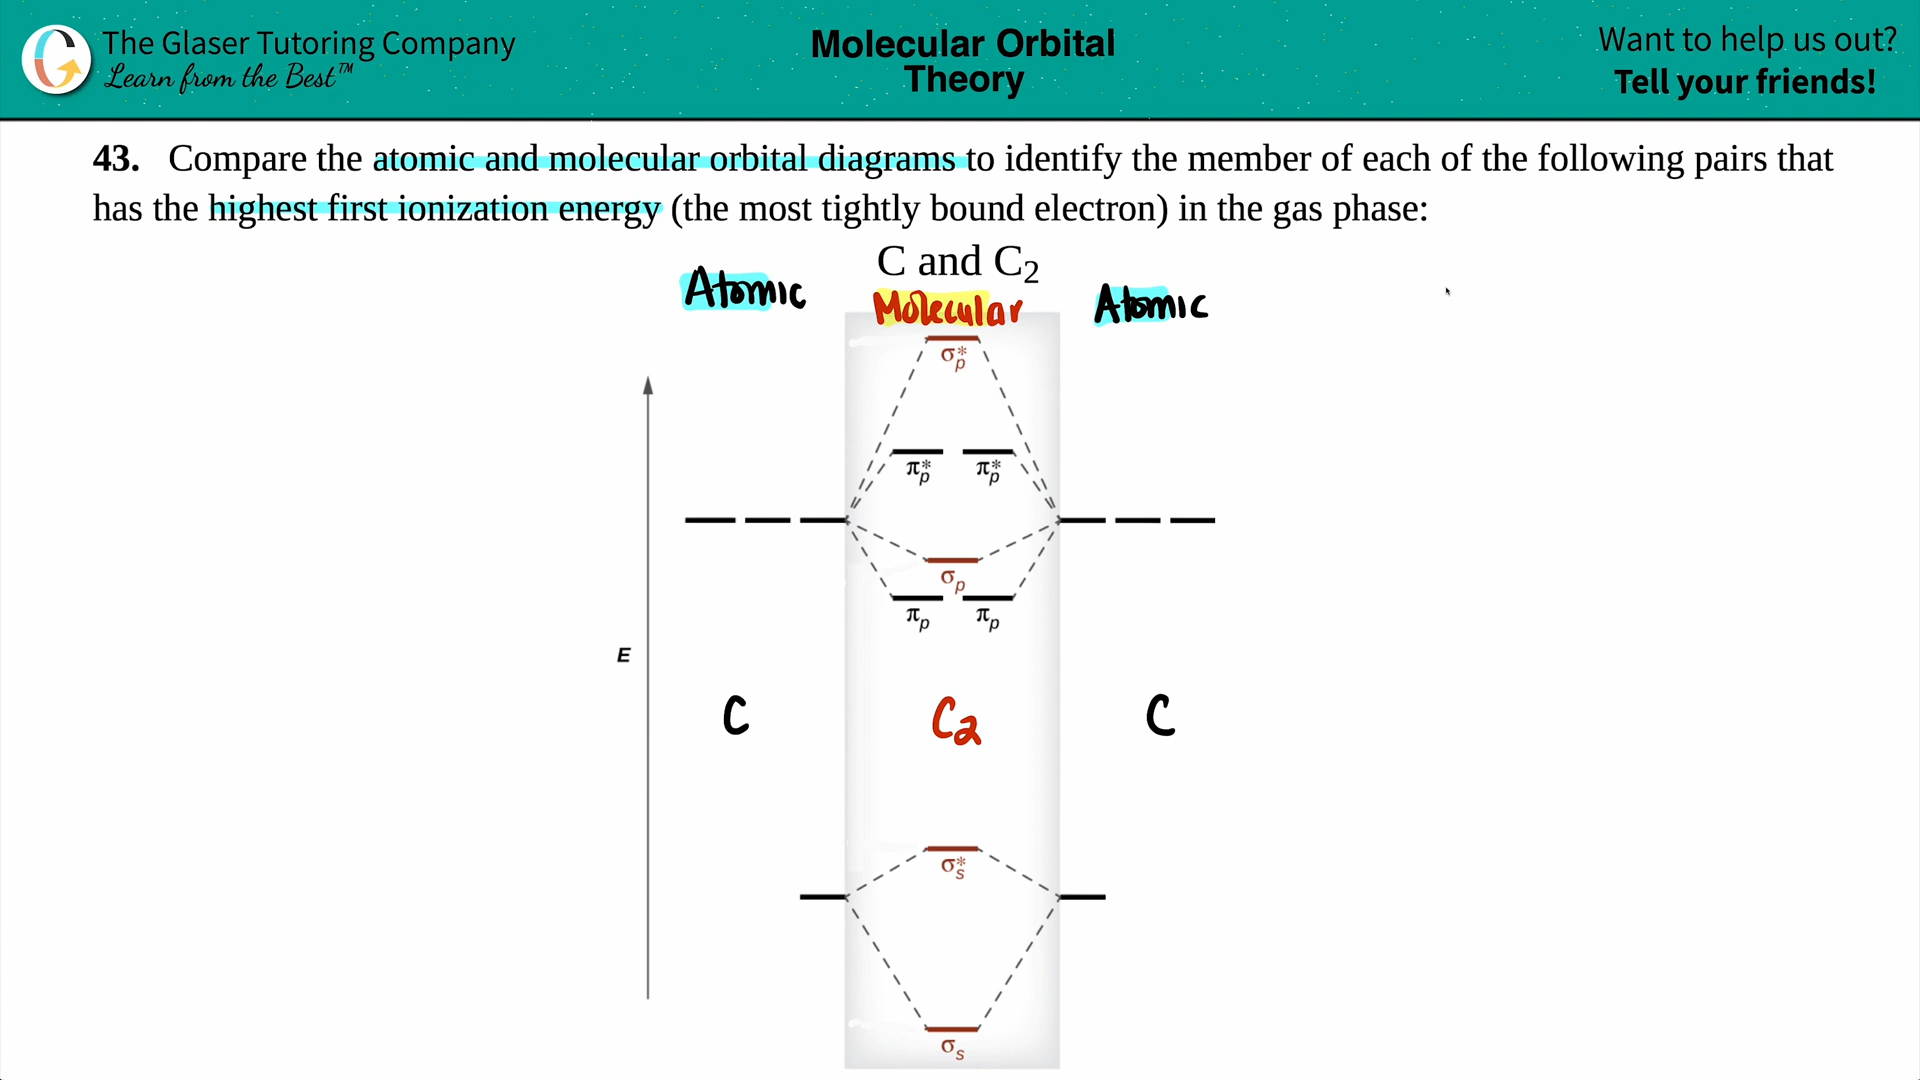 The Glaser Tutoring Company
Learn from the Best™
Molecular Orbital
Theory
Want to help us out?
Tell your friends!
43. Compare the atomic and molecular orbital diagrams to identify the member of each of the following pairs that
has the highest first ionization energy (the most tightly bound electron) in the gas phase:
C and C₂
Atomic Molecular Atomic
σ*p
π*p π*p
σp
πp πp
E
C C₂ C
σ*s
σs